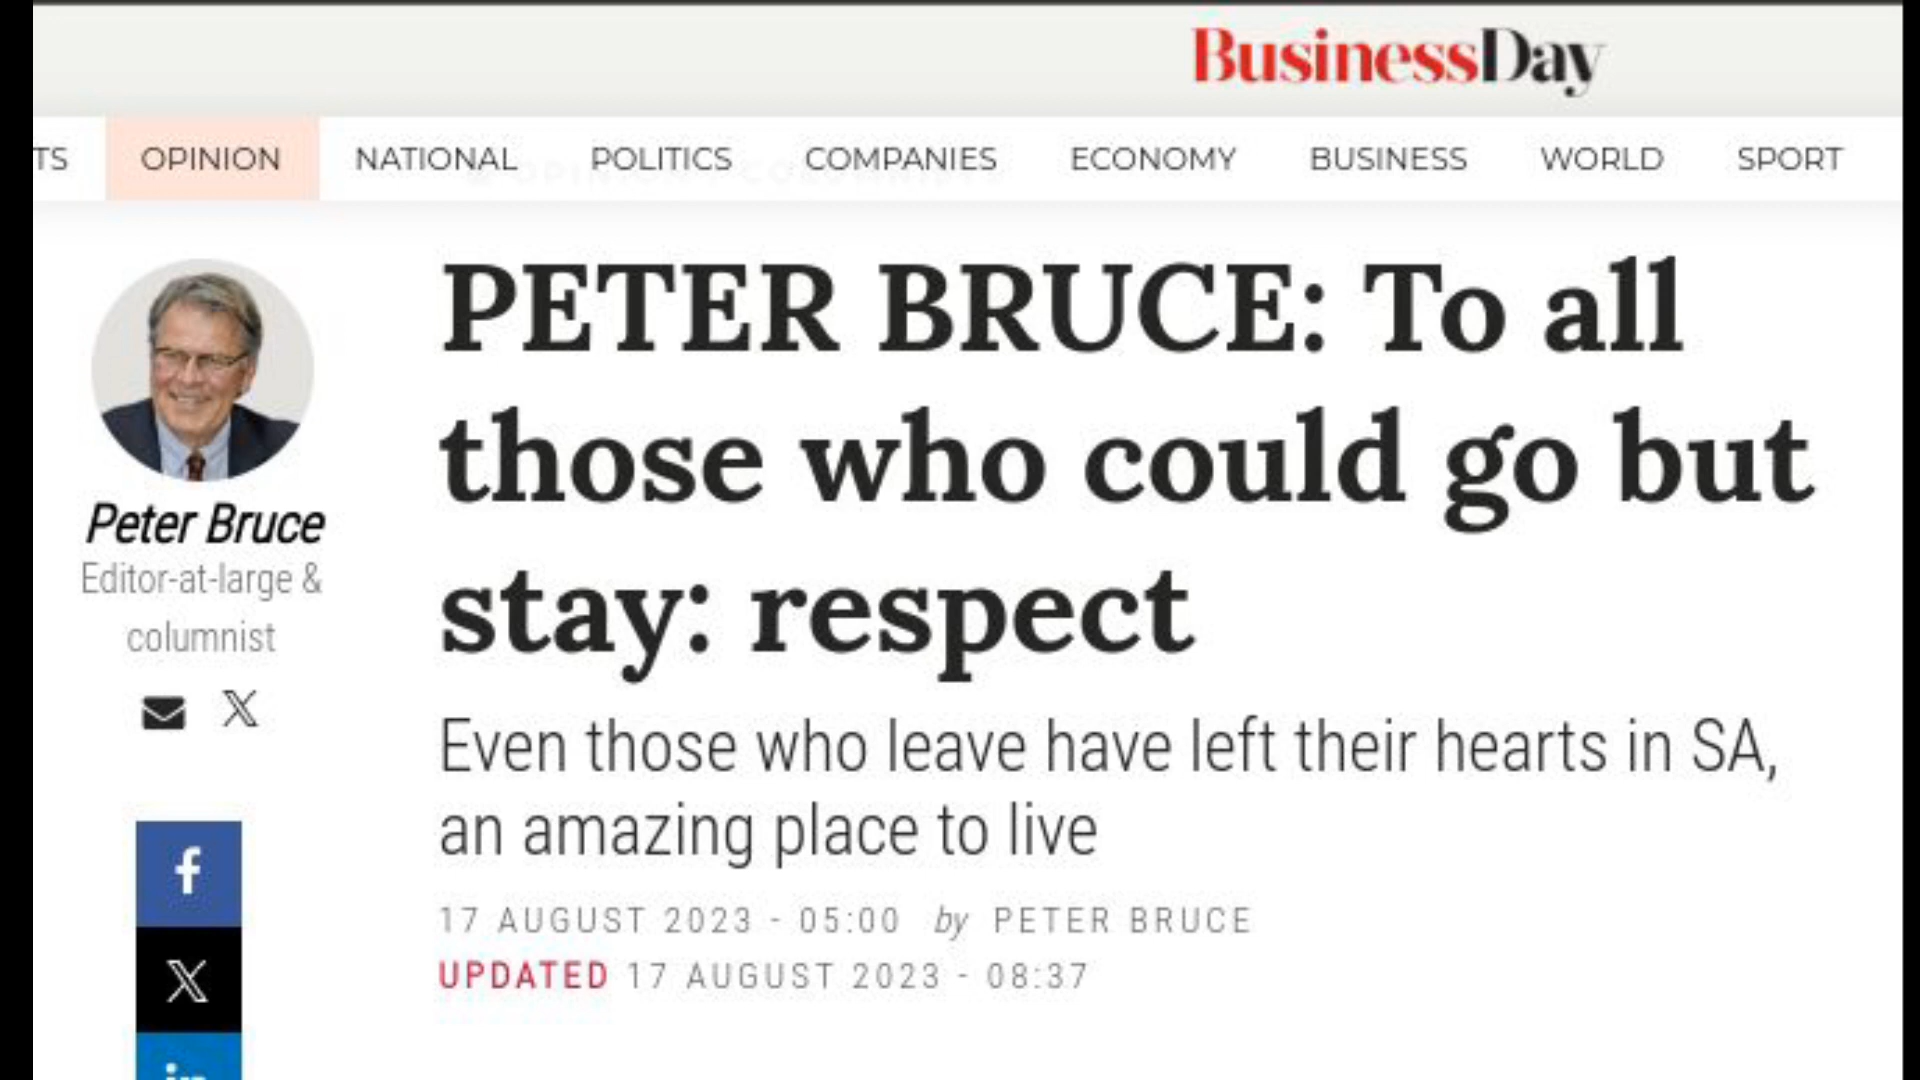 BusinessDay
TS OPINION NATIONAL POLITICS COMPANIES ECONOMY BUSINESS WORLD SPORT
PETER BRUCE: To all
those who could go but
stay: respect
Peter Bruce
Editor-at-large &
columnist
Even those who leave have left their hearts in SA,
an amazing place to live
17 AUGUST 2023 - 05:00 by PETER BRUCE
UPDATED 17 AUGUST 2023 - 08:37
f
X
in